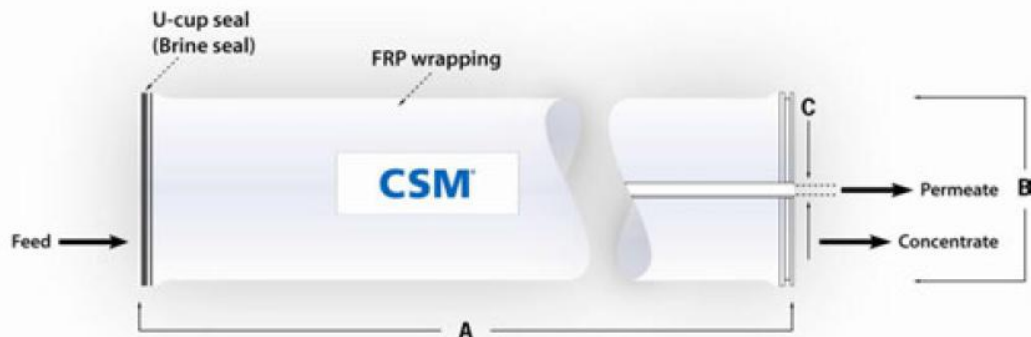 U-cup seal
(Brine seal)
FRP wrapping
C
CSM®
Permeate
B
Feed
Concentrate
A